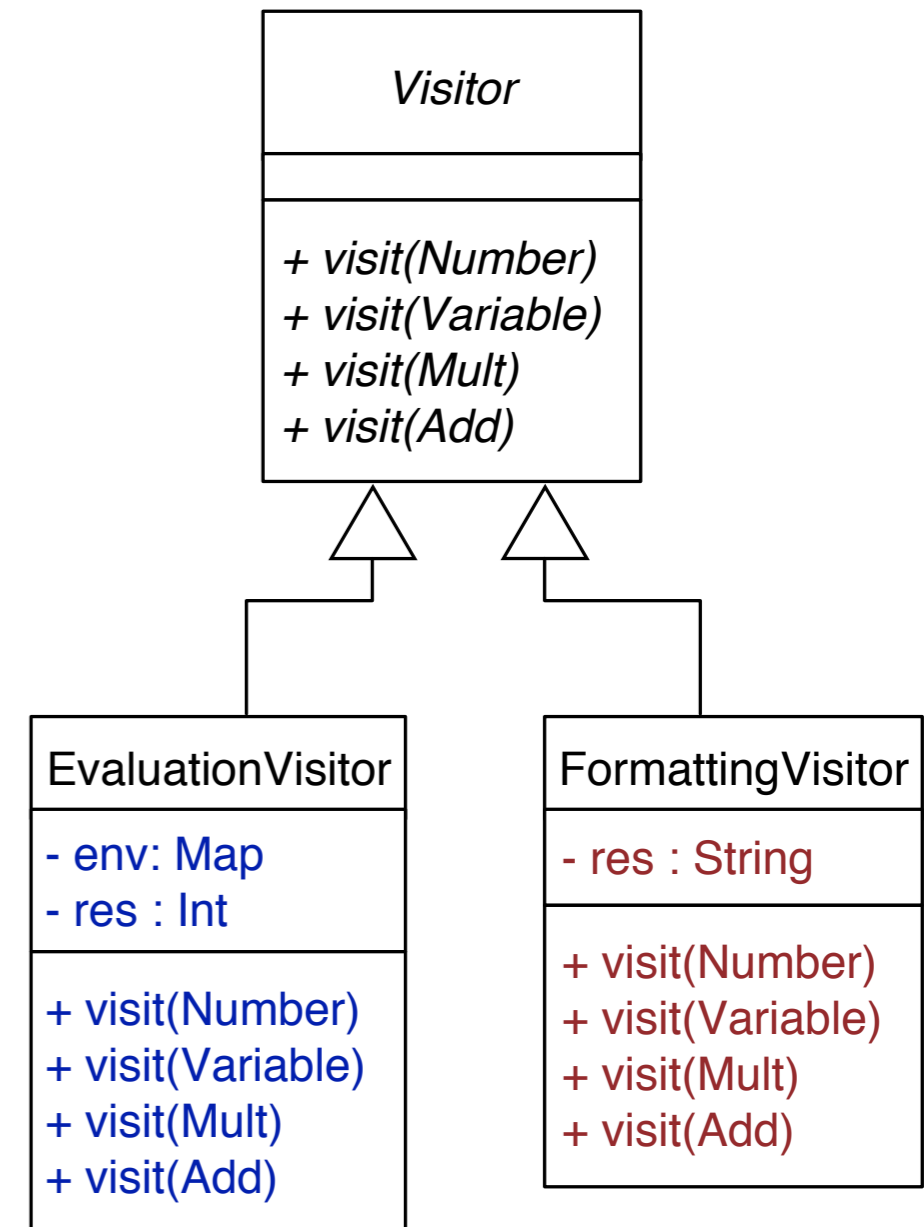 Visitor
+ visit(Number)
+ visit(Variable)
+ visit(Mult)
+ visit(Add)
EvaluationVisitor
- env: Map
- res : Int
+ visit(Number)
+ visit(Variable)
+ visit(Mult)
+ visit(Add)
FormattingVisitor
- res : String
+ visit(Number)
+ visit(Variable)
+ visit(Mult)
+ visit(Add)